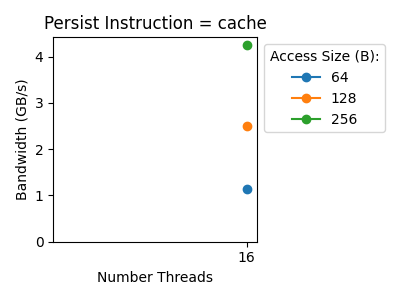 Persist Instruction = cache
Access Size (B):
64
128
256
Bandwidth (GB/s)
4
3
2
1
0
16
Number Threads